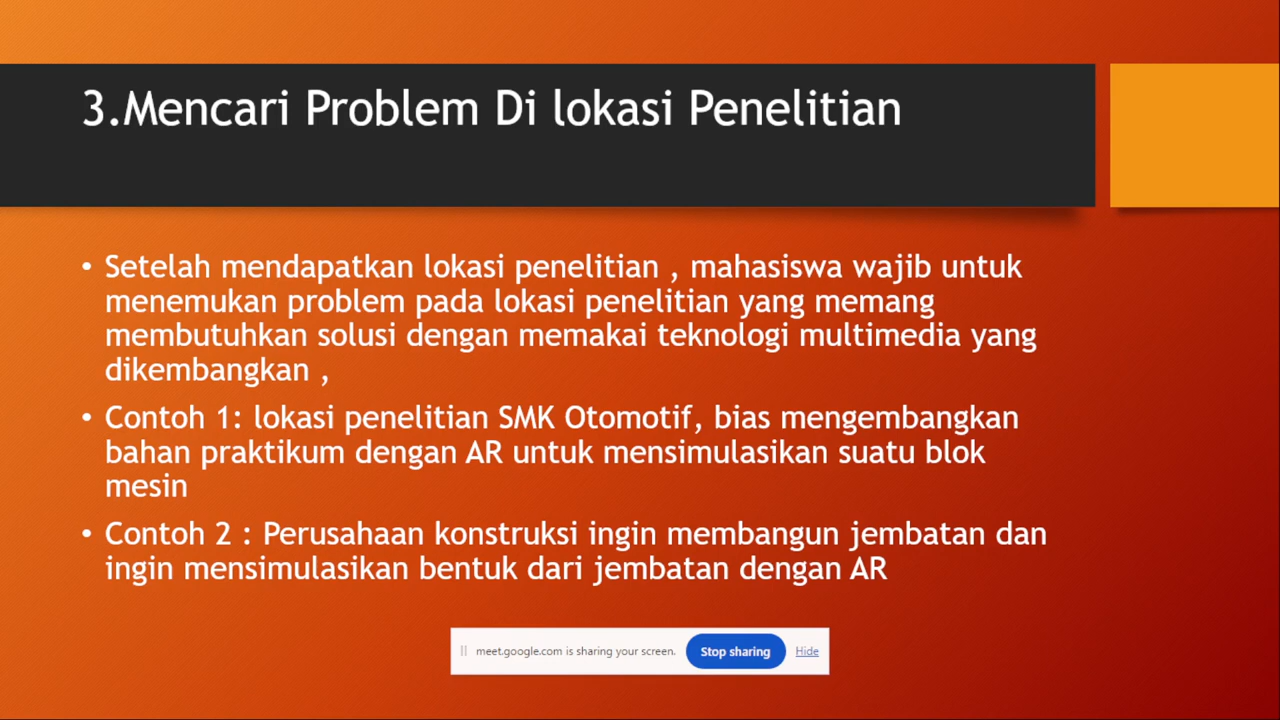 3.Mencari Problem Di lokasi Penelitian
• Setelah mendapatkan lokasi penelitian , mahasiswa wajib untuk
menemukan problem pada lokasi penelitian yang memang
membutuhkan solusi dengan memakai teknologi multimedia yang
dikembangkan ,
• Contoh 1: lokasi penelitian SMK Otomotif, bias mengembangkan
bahan praktikum dengan AR untuk mensimulasikan suatu blok
mesin
• Contoh 2 : Perusahaan konstruksi ingin membangun jembatan dan
ingin mensimulasikan bentuk dari jembatan dengan AR
meet.google.com is sharing your screen. Stop sharing Hide